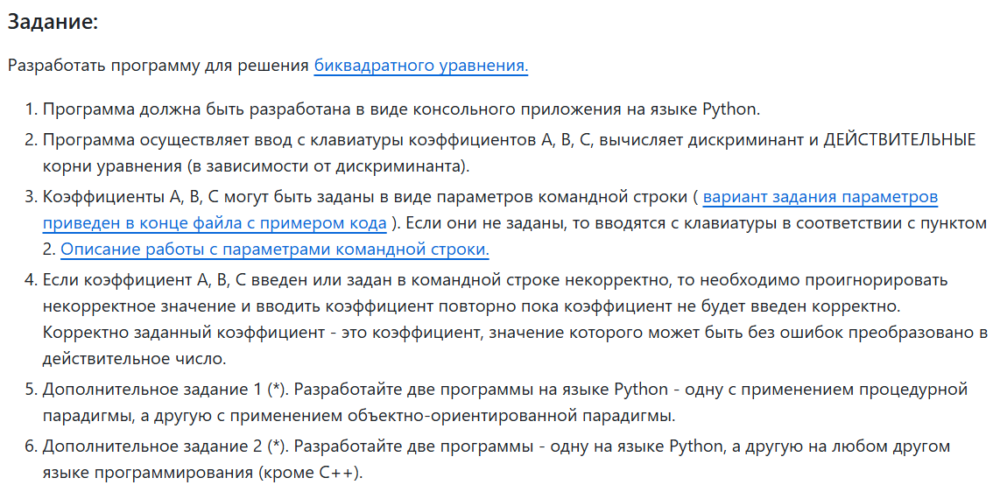 Задание:
Разработать программу для решения биквадратного уравнения.
1. Программа должна быть разработана в виде консольного приложения на языке Python.
2. Программа осуществляет ввод с клавиатуры коэффициентов А, В, С, вычисляет дискриминант и ДЕЙСТВИТЕЛЬНЫЕ
корни уравнения (в зависимости от дискриминанта).
3. Коэффициенты А, В, С могут быть заданы в виде параметров командной строки ( вариант задания параметров
приведен в конце файла с примером кода ). Если они не заданы, то вводятся с клавиатуры в соответствии с пунктом
2. Описание работы с параметрами командной строки.
4. Если коэффициент А, В, С введен или задан в командной строке некорректно, то необходимо проигнорировать
некорректное значение и вводить коэффициент повторно пока коэффициент не будет введен корректно.
Корректно заданный коэффициент - это коэффициент, значение которого может быть без ошибок преобразовано в
действительное число.
5. Дополнительное задание 1 (*). Разработайте две программы на языке Python - одну с применением процедурной
парадигмы, а другую с применением объектно-ориентированной парадигмы.
6. Дополнительное задание 2 (*). Разработайте две программы - одну на языке Python, а другую на любом другом
языке программирования (кроме С++).